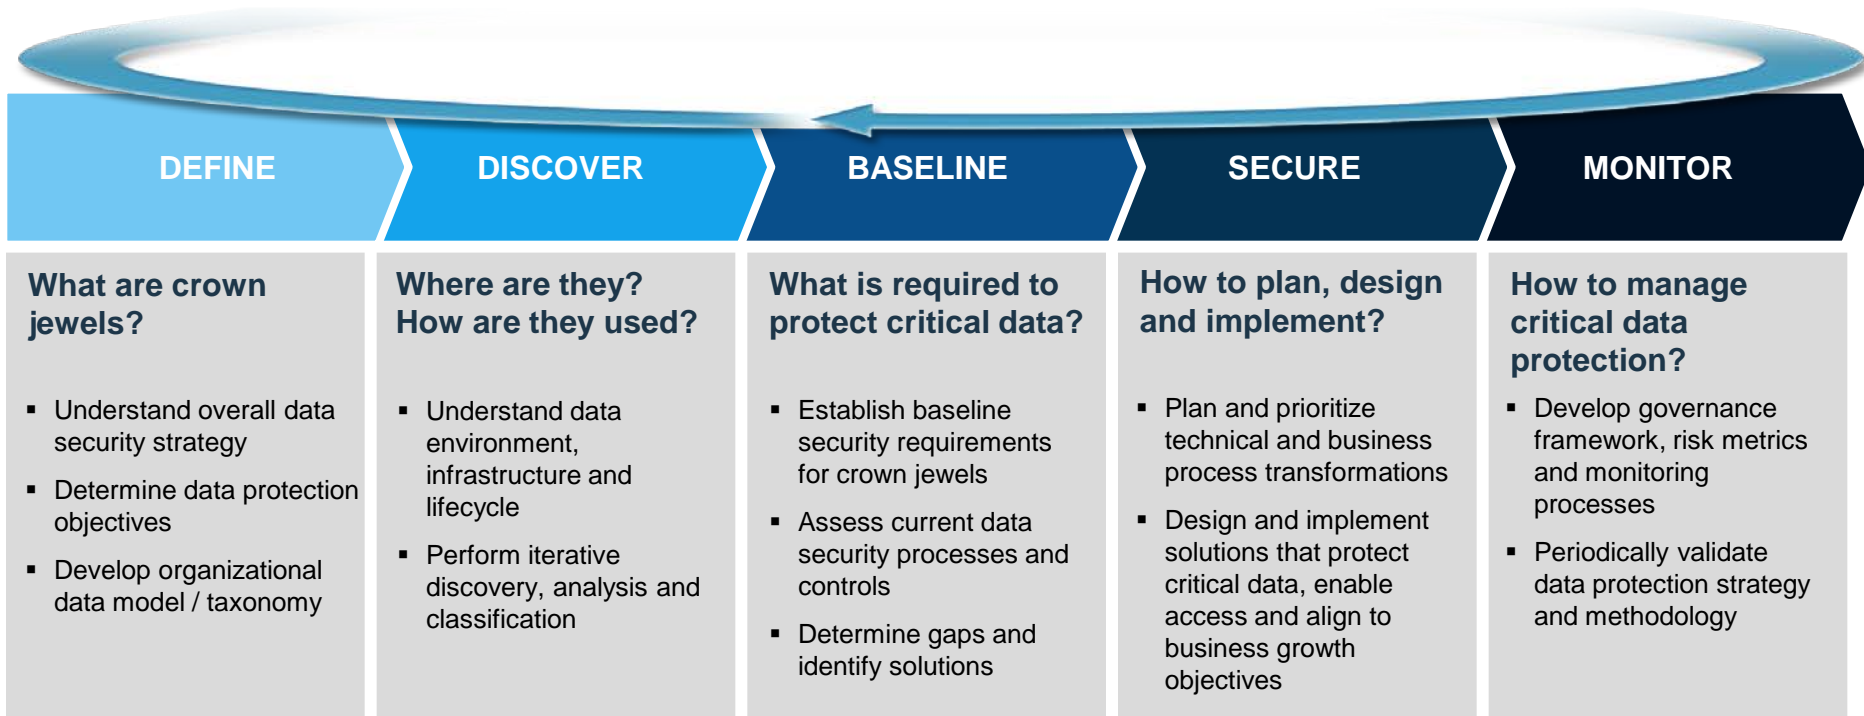 DEFINE
DISCOVER
BASELINE
SECURE
MONITOR
What are crown
jewels?
▪ Understand overall data
security strategy
▪ Determine data protection
objectives
▪ Develop organizational
data model / taxonomy
Where are they?
How are they used?
▪ Understand data
environment,
infrastructure and
lifecycle
▪ Perform iterative
discovery, analysis and
classification
What is required to
protect critical data?
▪ Establish baseline
security requirements
for crown jewels
▪ Assess current data
security processes and
controls
▪ Determine gaps and
identify solutions
How to plan, design
and implement?
▪ Plan and prioritize
technical and business
process transformations
▪ Design and implement
solutions that protect
critical data, enable
access and align to
business growth
objectives
How to manage
critical data
protection?
▪ Develop governance
framework, risk metrics
and monitoring
processes
▪ Periodically validate
data protection strategy
and methodology